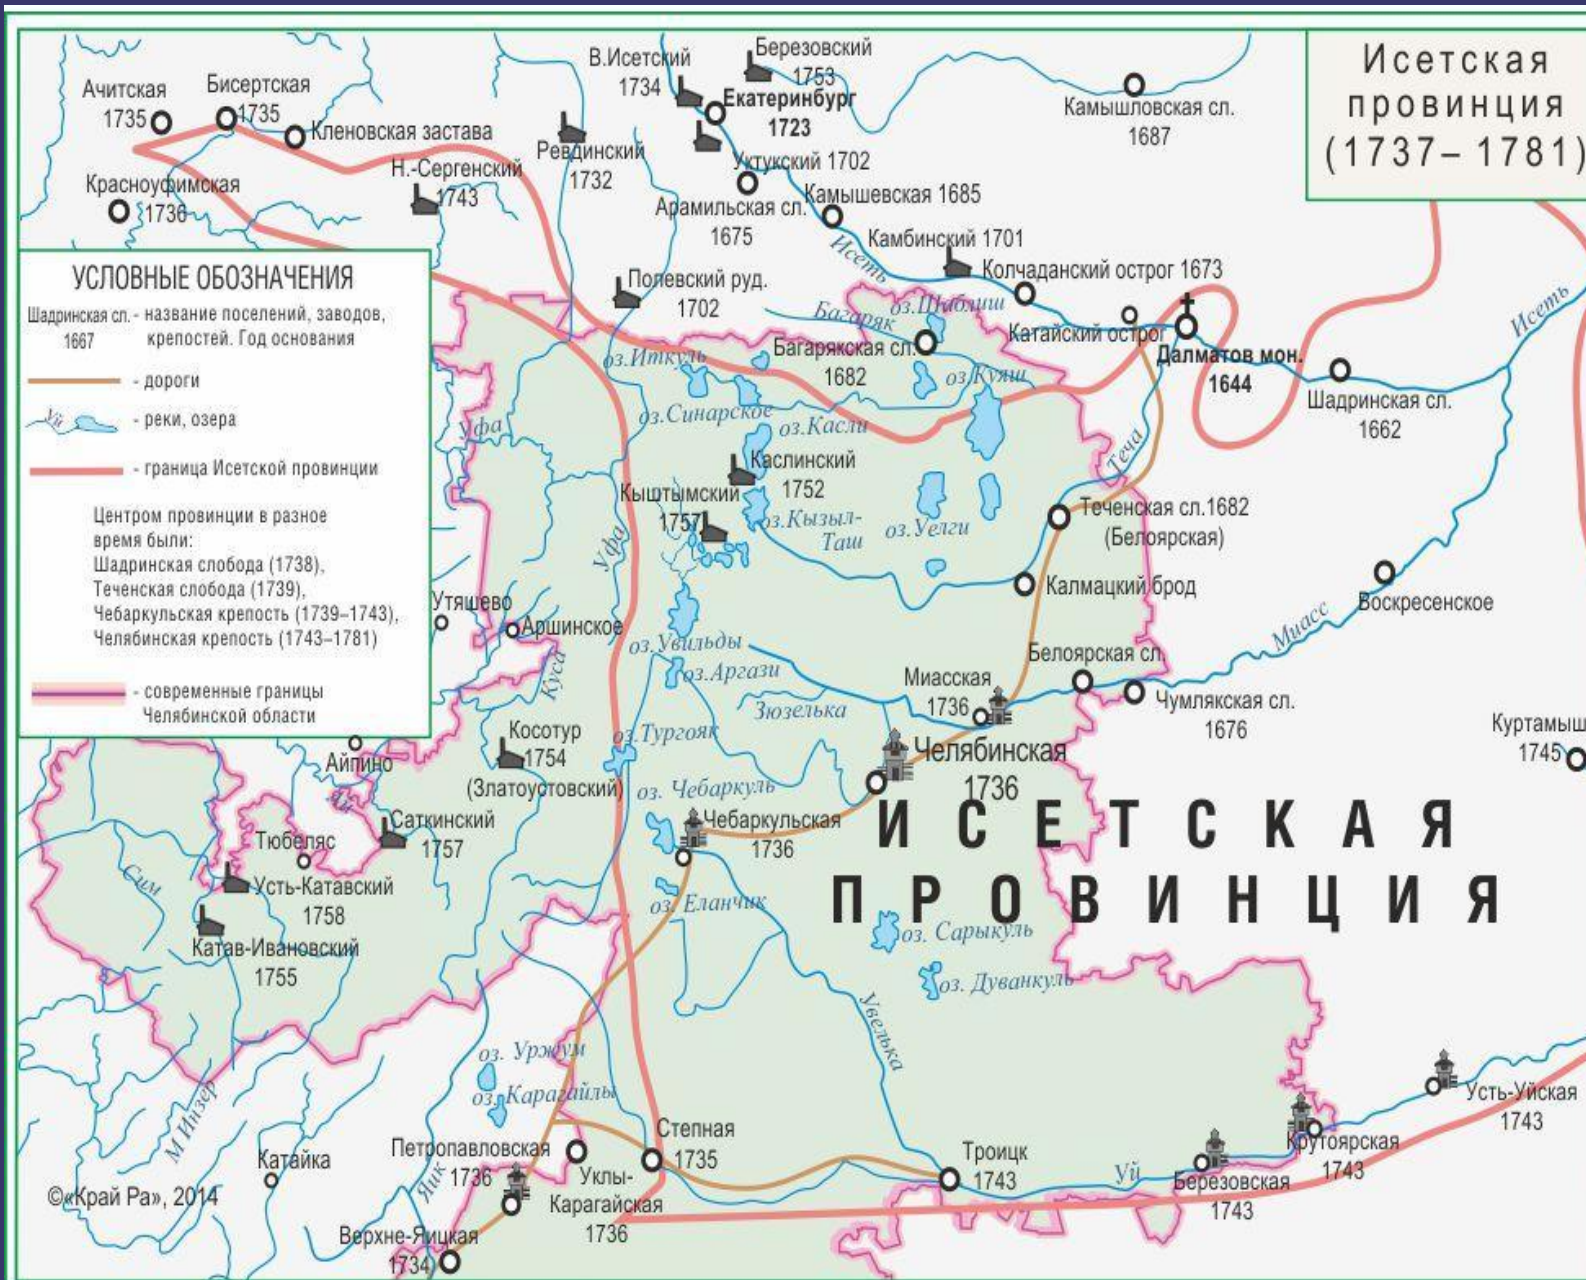 Исетская
провинция
(1737– 1781)
Ачитская
1735
Бисертская
1735
Кленовская застава
Красноуфимская
1736
Н.-Сергенский
1743
Ревдинский
1732
В.Исетский
1734
Березовский
1753
Екатеринбург
1723
Уктукский 1702
Арамильская сл.
1675
Камышевская 1685
Камышловская сл.
1687
Исеть
Камбинский 1701
Колчаданский острог 1673
Полевский руд.
1702
Багаряк
оз.Шаблиш
Катайский острог
Исеть
Далматов мон.
1644
Багарякская сл.
1682
оз.Иткуль
оз.Куяш
Шадринская сл.
1662
УСЛОВНЫЕ ОБОЗНАЧЕНИЯ
Шадринская сл.
1667
- название поселений, заводов,
крепостей. Год основания
- дороги
Уй
- реки, озера
- граница Исетской провинции
Центром провинции в разное
время были:
Шадринская слобода (1738),
Теченская слобода (1739),
Чебаркульская крепость (1739–1743),
Челябинская крепость (1743–1781)
- современные границы
Челябинской области
Уфа
оз.Синарское
оз.Касли
Теча
Каслинский
1752
Кыштымский
1757
оз.Кызыл-
Таш
оз.Уелги
Теченская сл.1682
(Белоярская)
Уфа
Калмацкий брод
Воскресенское
Утяшево
Аршинское
оз.Увильды
оз.Аргази
Миасс
Белоярская сл.
Куса
Миасская
1736
Зюзелька
Чумлякская сл.
1676
Куртамыш
1745
Косотур
1754
(Златоустовский)
оз.Тургояк
Челябинская
1736
Айлино
Ай
оз. Чебаркуль
Чебаркульская
1736
ИСЕТСКАЯ
ПРОВИНЦИЯ
Саткинский
1757
Тюбеляс
Сим
Усть-Катавский
1758
Катав-Ивановский
1755
оз. Еланчик
оз. Сарыкуль
оз. Дуванкуль
Увелька
оз. Уржум
оз. Карагайлы
М Инзер
Усть-Уйская
1743
Крутоярская
1743
Петропавловская
1736
Степная
1735
Троицк
1743
Уй
Березовская
1743
Катайка
Яик
Уклы-
Карагайская
1736
©«Край Ра», 2014
Верхне-Яицкая
1734